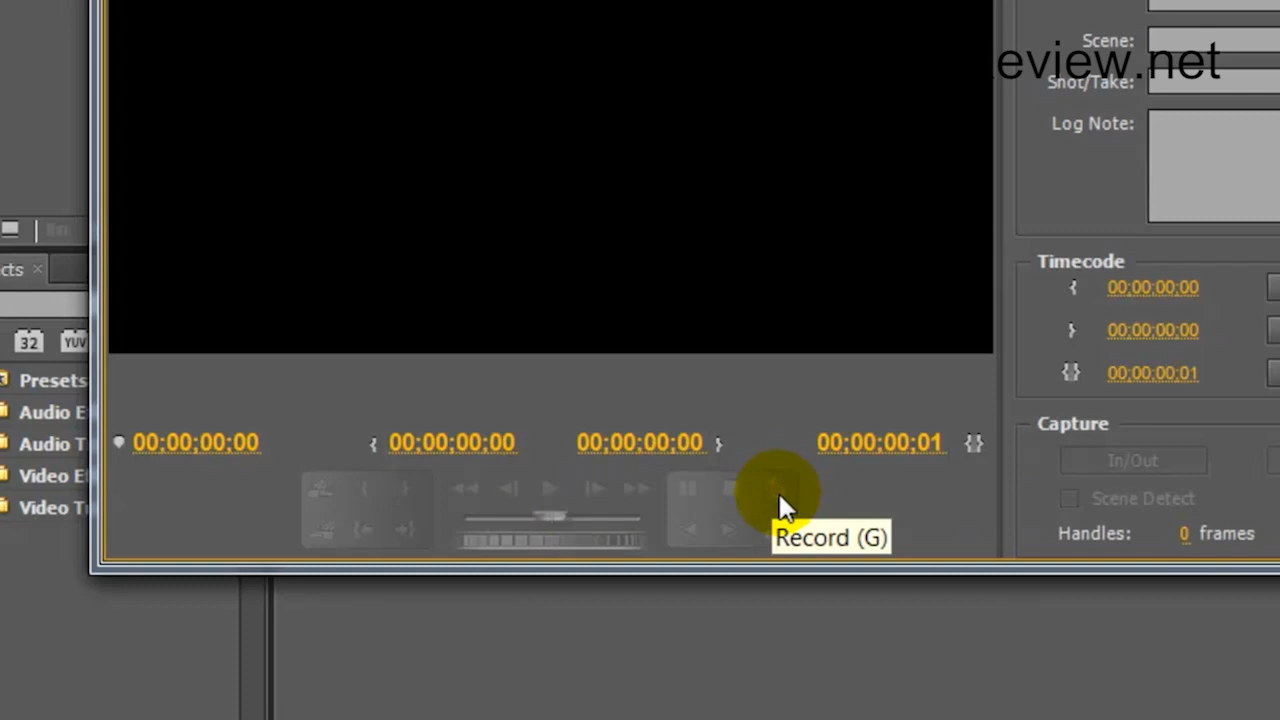 Scene:
eview.net
Shot/Take:
Log Note:
cts
Timecode
00;00;00;00
32 YUV
00;00;00;00
Presets
00;00;00;01
Audio E
Capture
Audio T
00;00;00;00 00;00;00;00 00;00;00;00 00;00;00;01
In/Out
Video E
Scene Detect
Video Tr
Record (G)
Handles: 0 frames